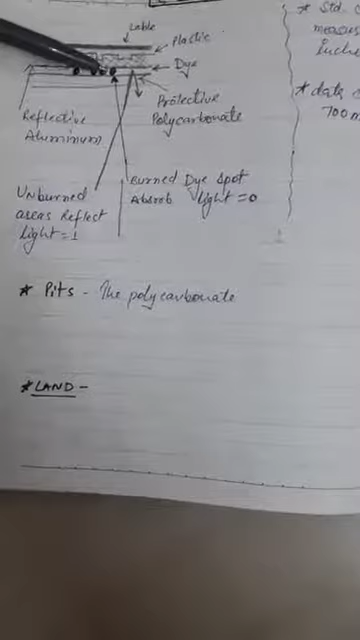 Lable
Plastic
Dye
Protective
Polycarbonate
Reflective
Aluminium
Burned Dye Spot
Absorb light = 0
UNburned
areas Reflect
light = 1
* Pits - The polycarbonate
* LAND -
* Std.
* data
700 m